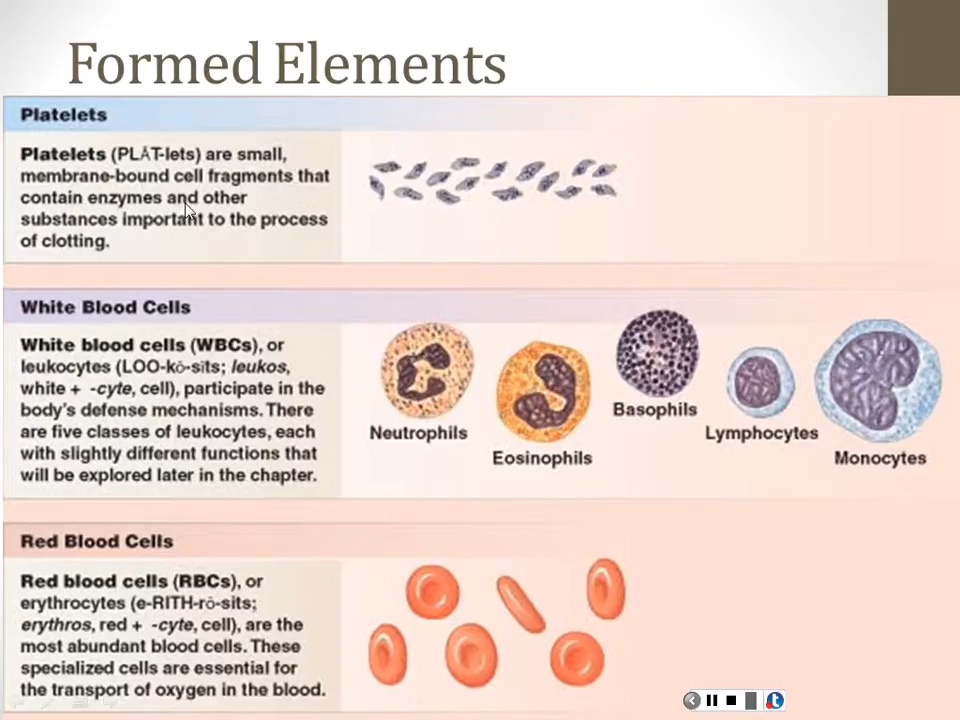 Formed Elements
Platelets
Platelets (PLĀT-lets) are small,
membrane-bound cell fragments that
contain enzymes and other
substances important to the process
of clotting.
White Blood Cells
White blood cells (WBCs), or
leukocytes (LOO-kō-sīts; leukos,
white + -cyte, cell), participate in the
body's defense mechanisms. There
are five classes of leukocytes, each
with slightly different functions that
will be explored later in the chapter.
Neutrophils
Eosinophils
Basophils
Lymphocytes
Monocytes
Red Blood Cells
Red blood cells (RBCs), or
erythrocytes (e-RITH-rō-sits;
erythros, red + -cyte, cell), are the
most abundant blood cells. These
specialized cells are essential for
the transport of oxygen in the blood.